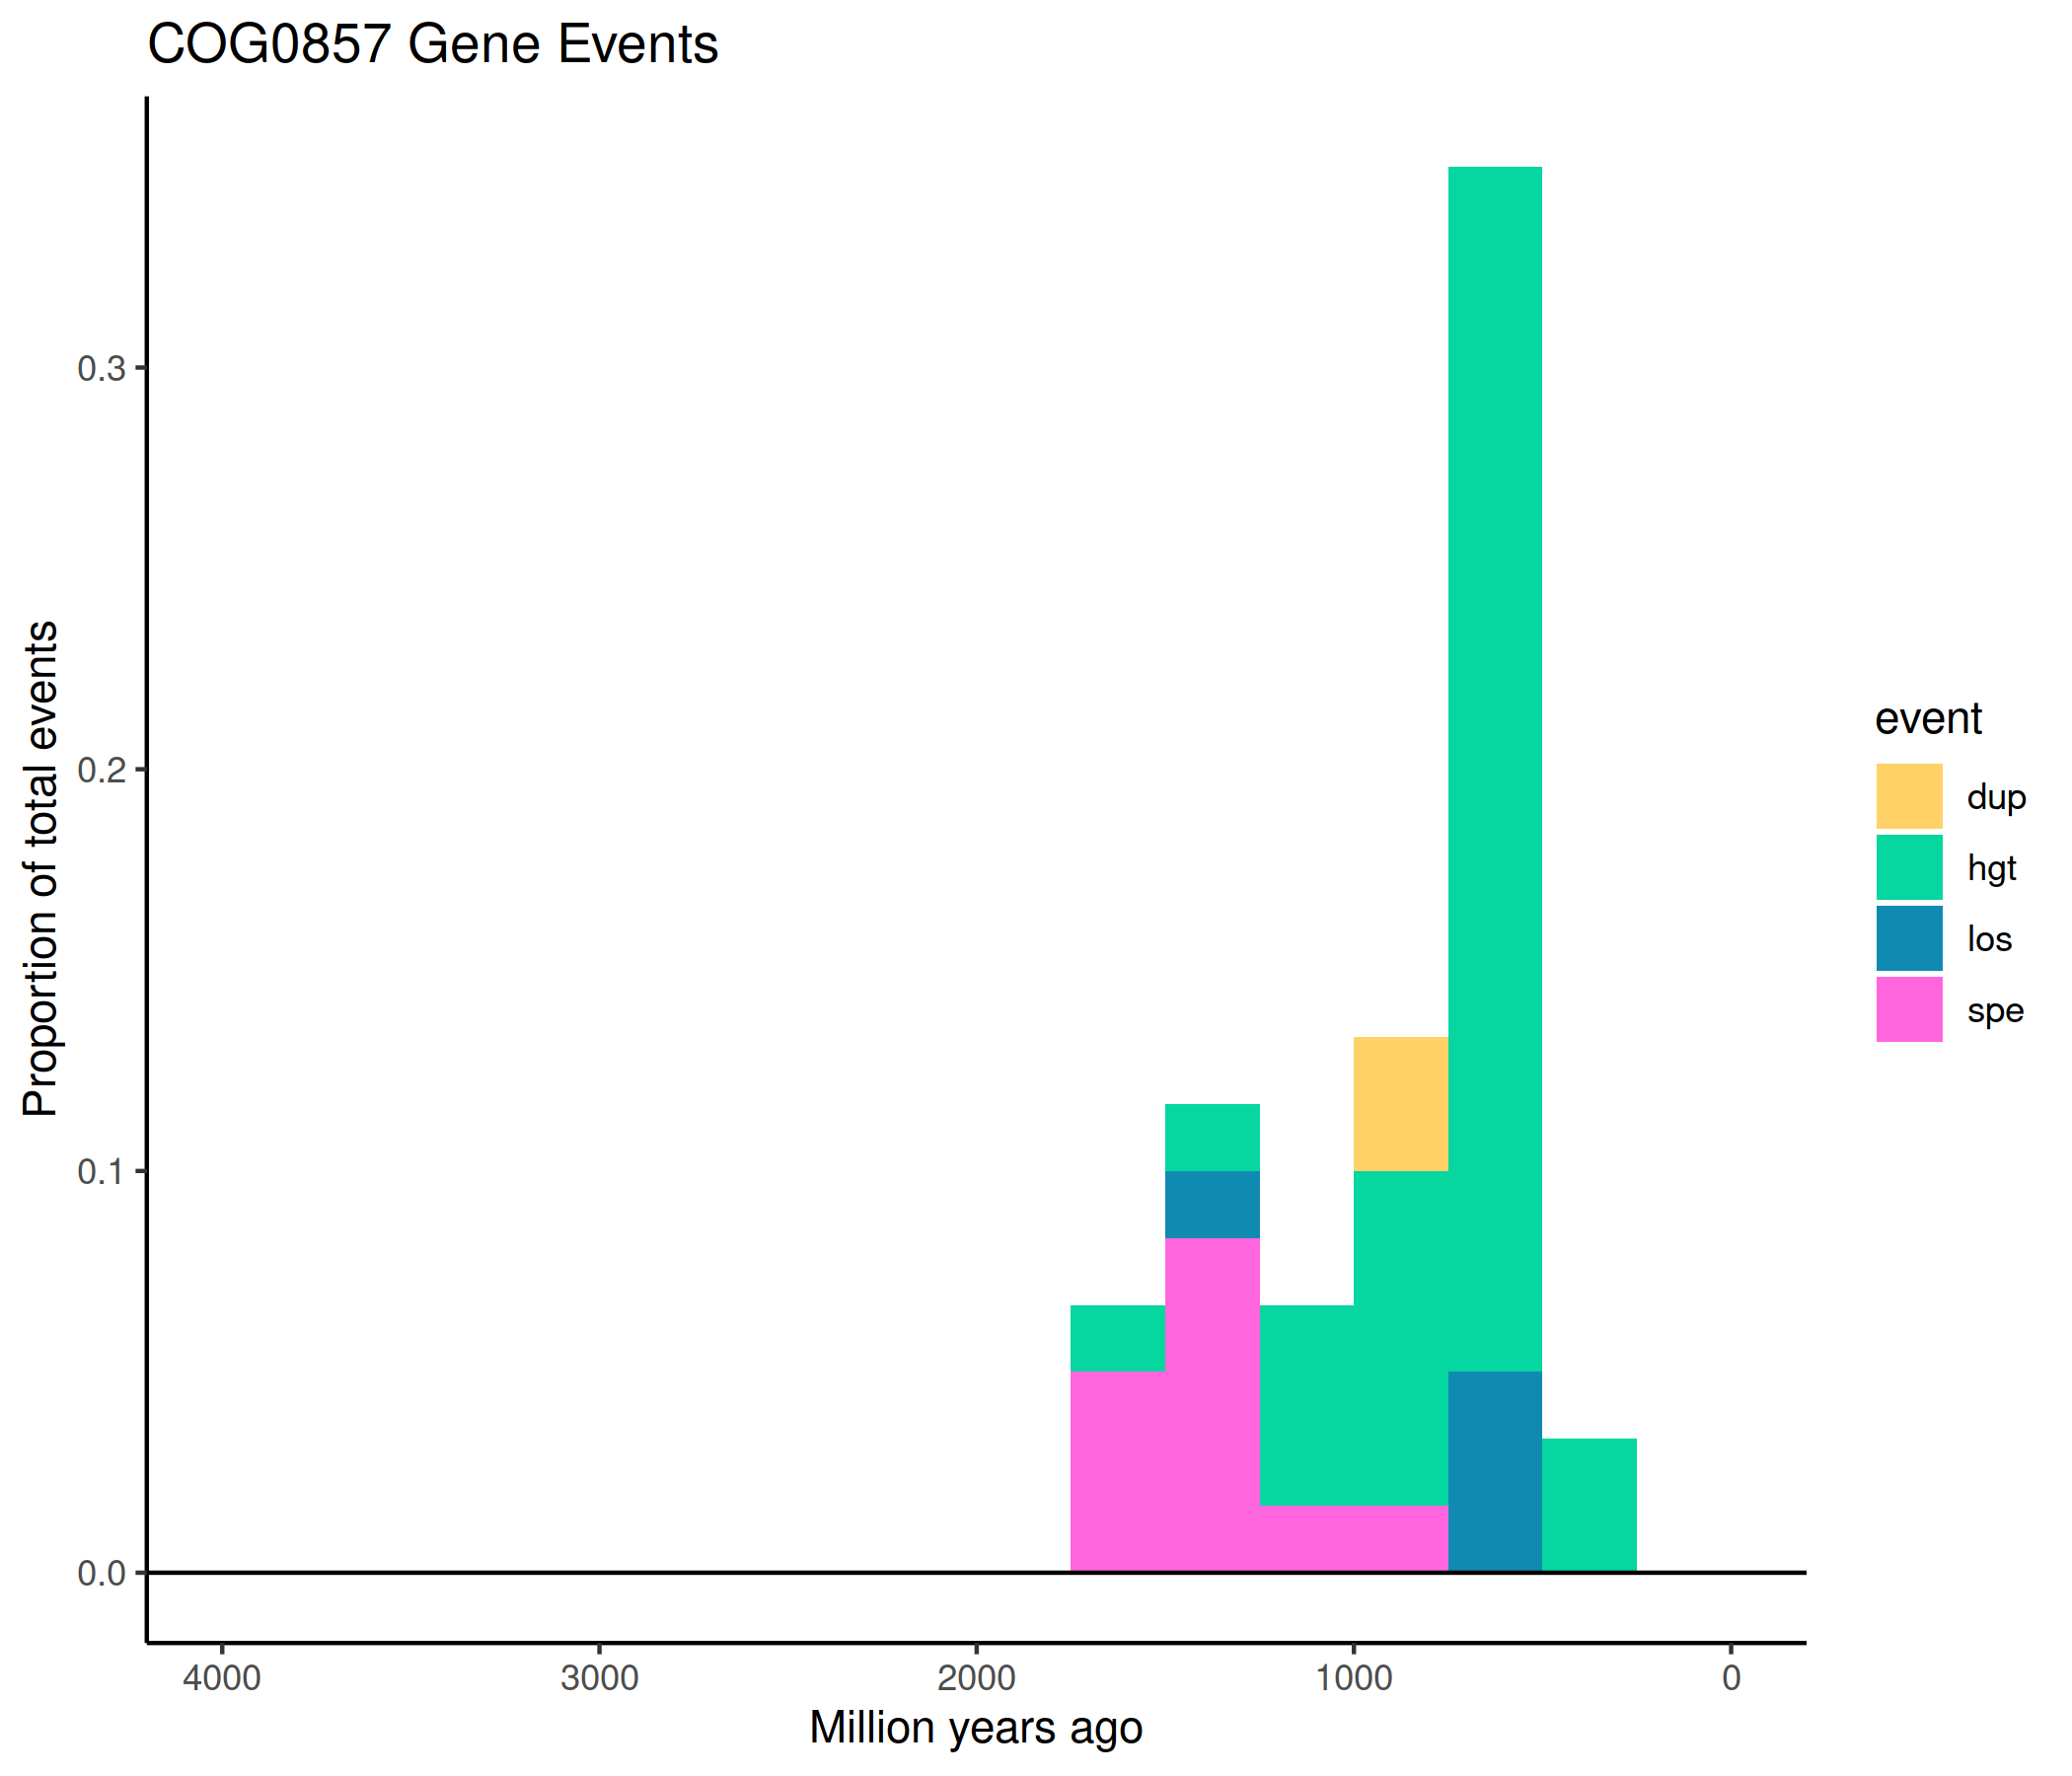 COG0857 Gene Events
Proportion of total events
0.3
0.2
0.1
0.0
4000 3000 2000 1000 0
Million years ago
event
dup
hgt
los
spe